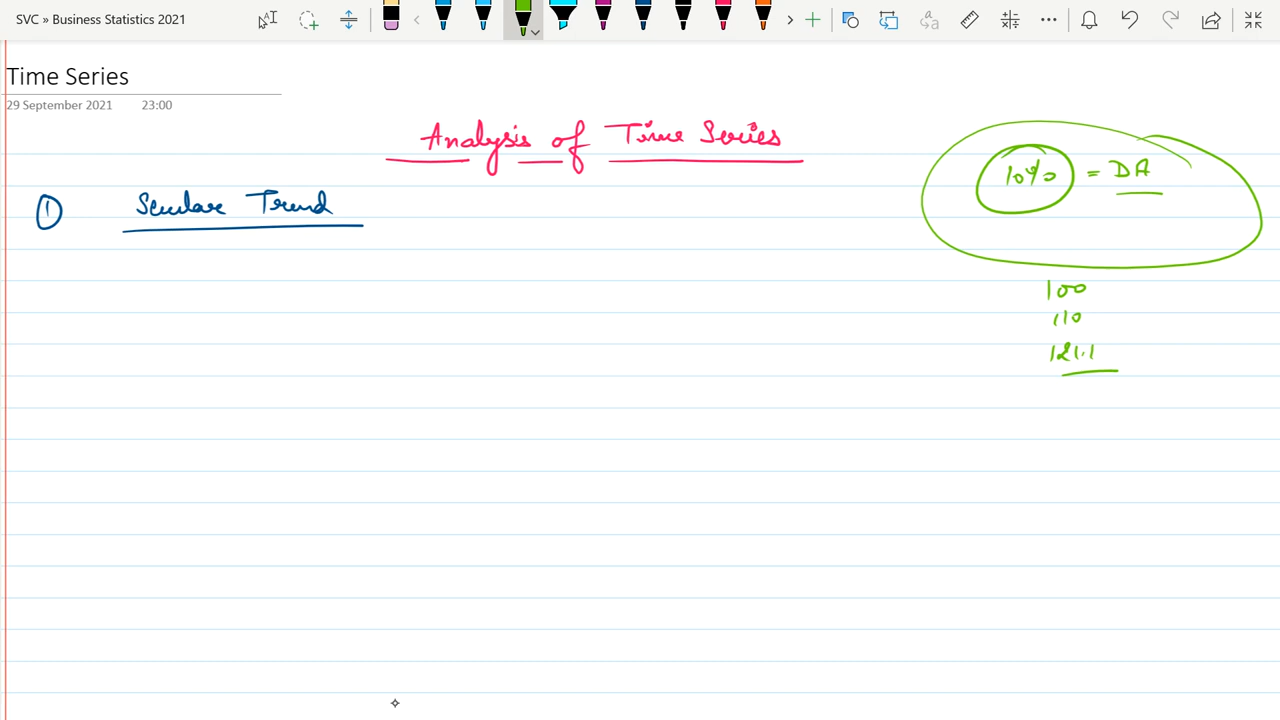 SVC » Business Statistics 2021
Time Series
29 September 2021 23:00
Analysis of Time Series
① Secular Trend
10% = DA
100
110
121.1